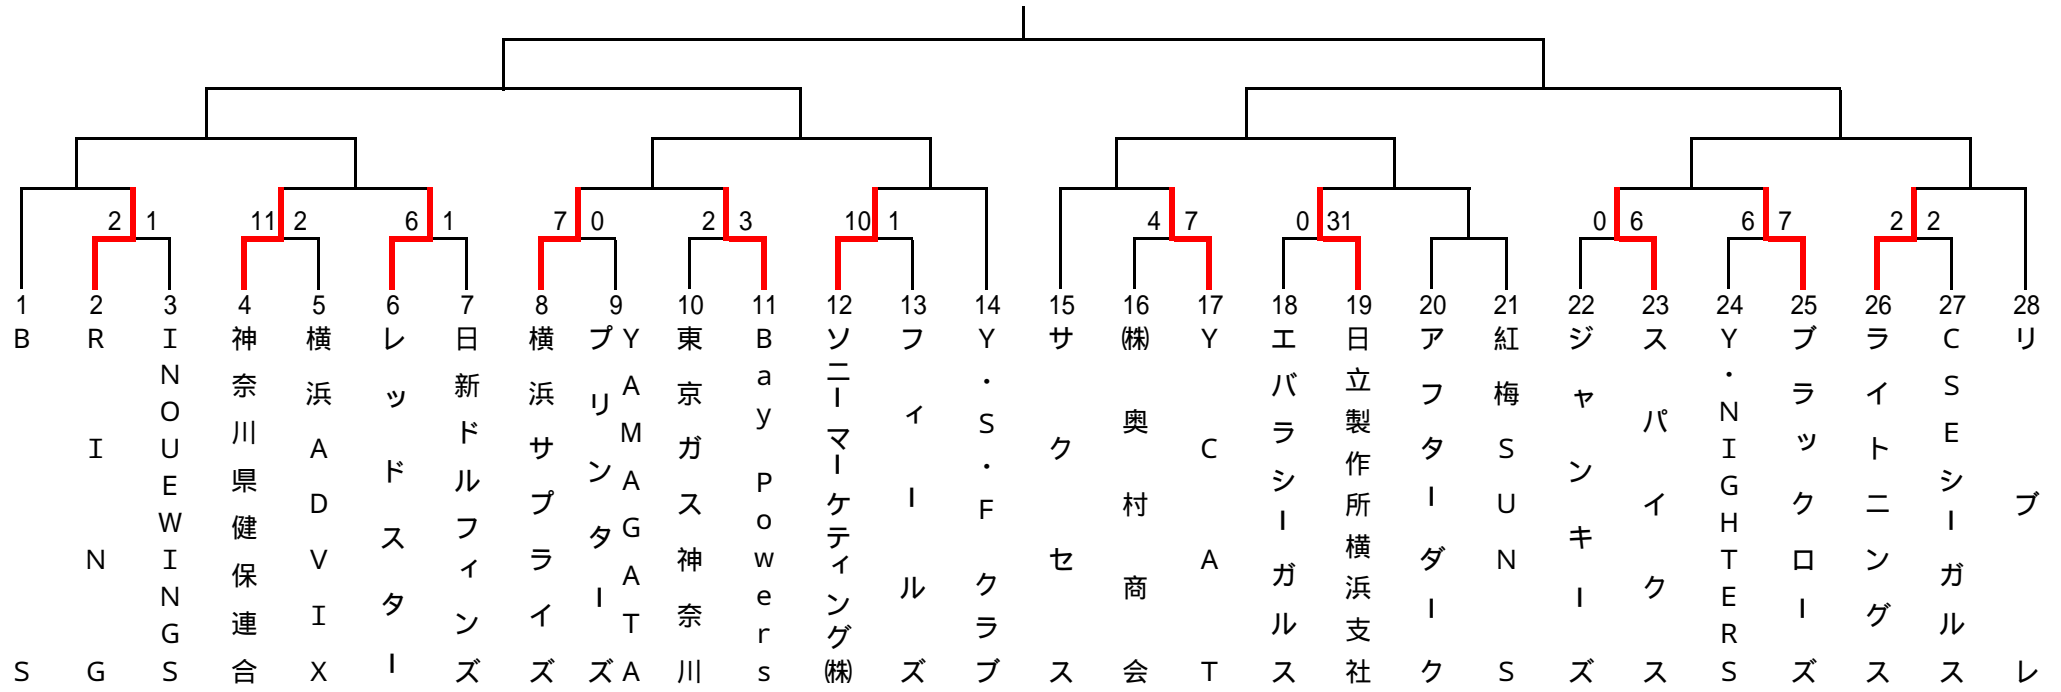 2 1 11 2 6 1 7 0 2 3 10 1 4 7 0 31 0 6 6 7 2 2
1 2 3 4 5 6 7 8 9 10 11 12 13 14 15 16 17 18 19 20 21 22 23 24 25 26 27 28
BS
RING
INOUEWINGS
神奈川県健保連合
横浜ADVIX
レッドスター
日新ドルフィンズ
横浜サプライズ
YAMAGATA
プリンターズ
東京ガス神奈川
Bay Powers
ソニーマーケティング㈱
フィールズ
Y・S・F クラブ
サクセス
㈱奥村商会
YCAT
エバラシーガルス
日立製作所横浜支社
アフターダーク
紅梅SUNS
ジャンキーズ
スパイクス
Y・NIGHTERS
ブラックローズ
ライトニングス
CSEシーガルス
リブレ